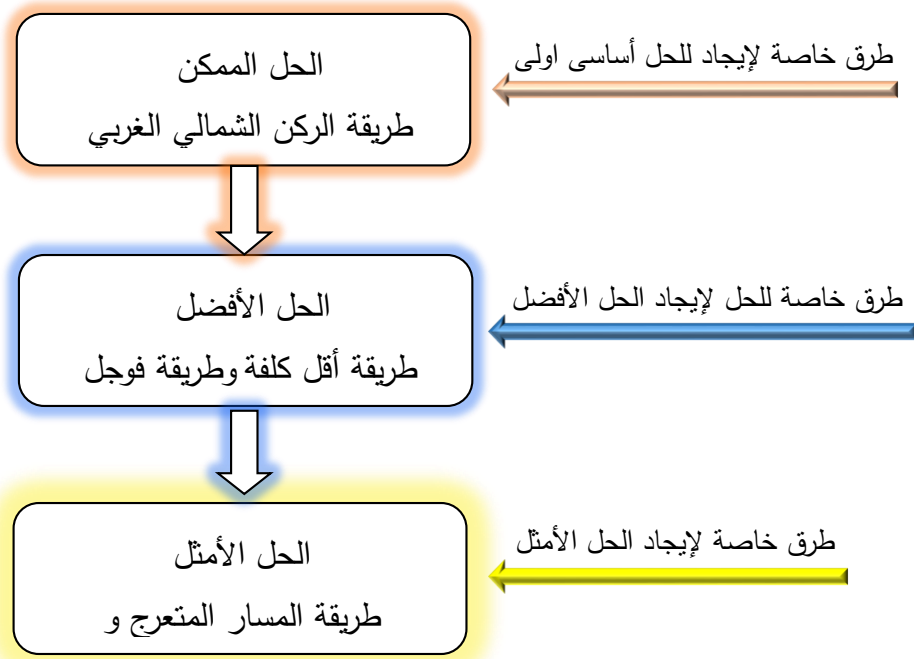 الحل الممكن
طريقة الركن الشمالي الغربي
طرق خاصة لإيجاد للحل أساسى اولى
الحل الأفضل
طريقة أقل كلفة وطريقة فوجل
طرق خاصة للحل لإيجاد الحل الأفضل
الحل الأمثل
طريقة المسار المتعرج و
طرق خاصة لإيجاد الحل الأمثل